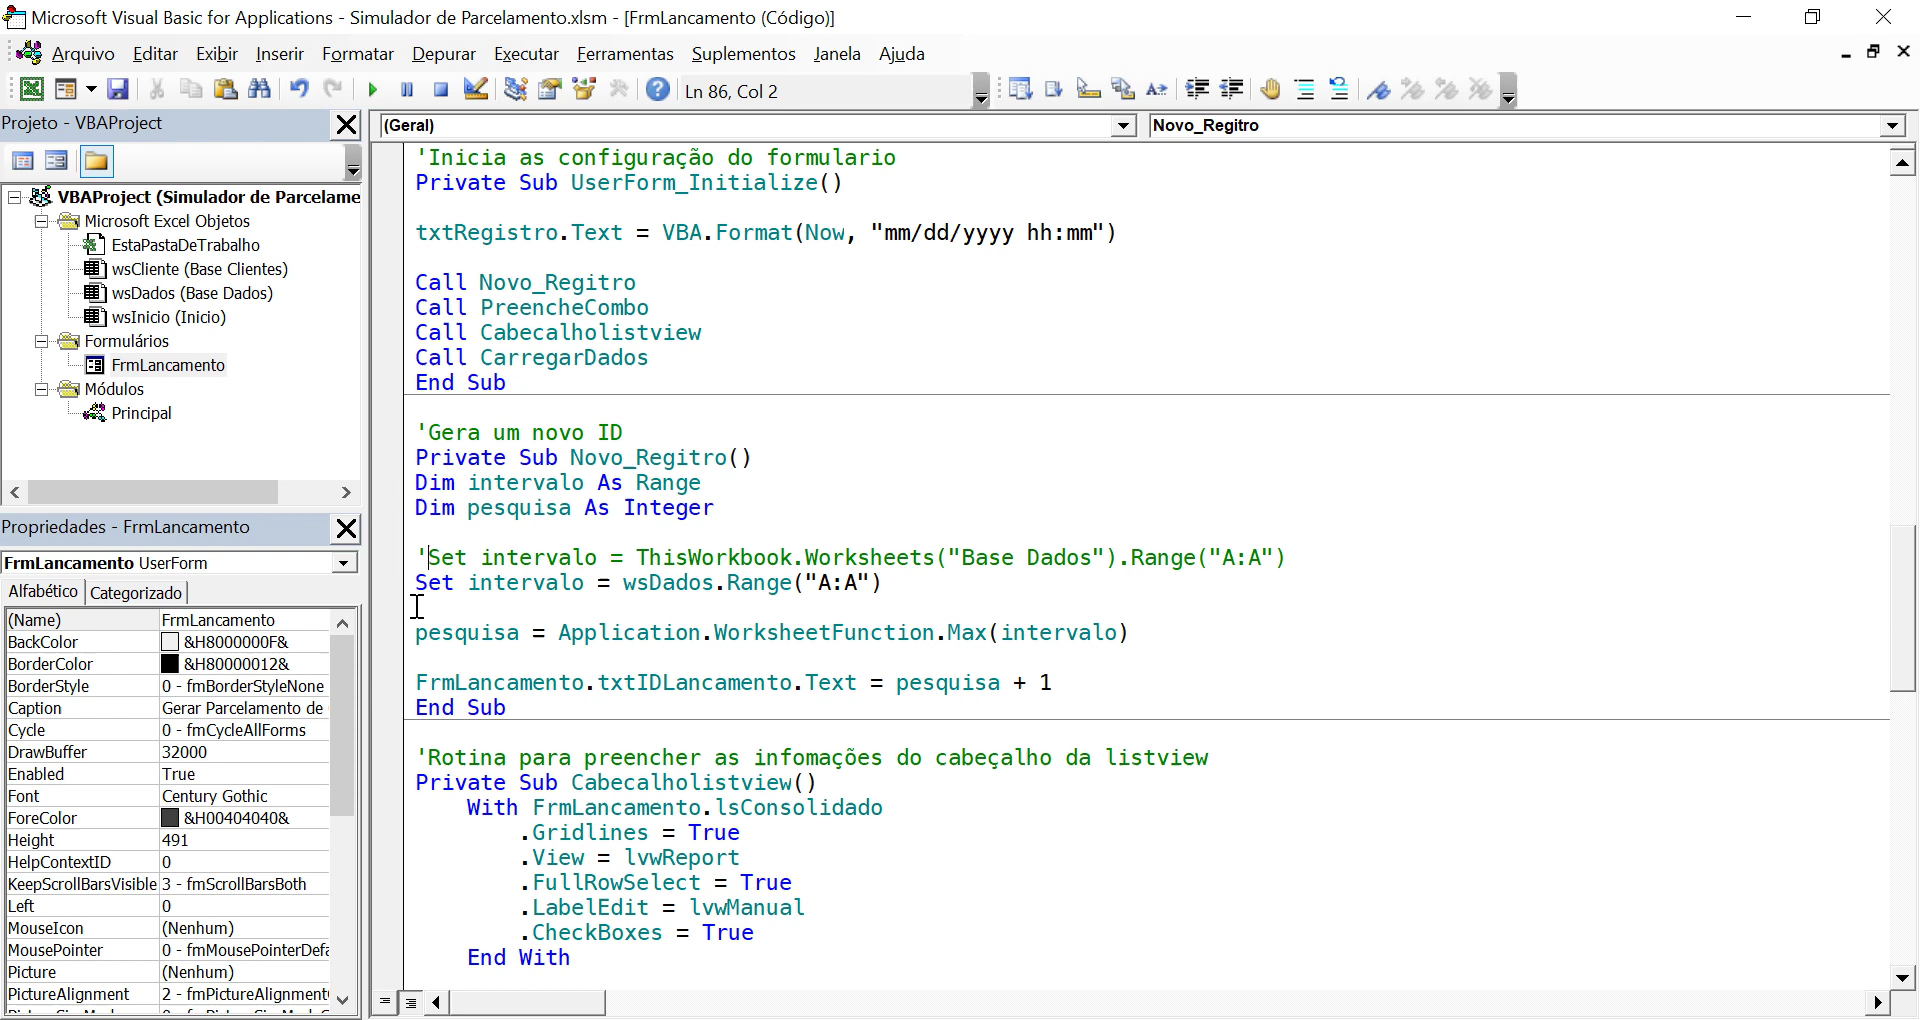 Microsoft Visual Basic for Applications - Simulador de Parcelamento.xlsm - [FrmLancamento (Código)]
Arquivo Editar Exibir Inserir Formatar Depurar Executar Ferramentas Suplementos Janela Ajuda
Ln 86, Col 2
Projeto - VBAProject
VBAProject (Simulador de Parcelame
Microsoft Excel Objetos
EstaPastaDeTrabalho
wsCliente (Base Clientes)
wsDados (Base Dados)
wsInicio (Inicio)
Formulários
FrmLancamento
Módulos
Principal
Propriedades - FrmLancamento
FrmLancamento UserForm
Alfabético Categorizado
(Name) FrmLancamento
BackColor &H8000000F&
BorderColor &H80000012&
BorderStyle 0 - fmBorderStyleNone
Caption Gerar Parcelamento de
Cycle 0 - fmCycleAllForms
DrawBuffer 32000
Enabled True
Font Century Gothic
ForeColor &H00404040&
Height 491
HelpContextID 0
KeepScrollBarsVisible 3 - fmScrollBarsBoth
Left 0
MouseIcon (Nenhum)
MousePointer 0 - fmMousePointerDefa
Picture (Nenhum)
PictureAlignment 2 - fmPictureAlignment
(Geral) Novo_Regitro
'Inicia as configuração do formulario
Private Sub UserForm_Initialize()
txtRegistro.Text = VBA.Format(Now, "mm/dd/yyyy hh:mm")
Call Novo_Regitro
Call PreencheCombo
Call Cabecalholistview
Call CarregarDados
End Sub
'Gera um novo ID
Private Sub Novo_Regitro()
Dim intervalo As Range
Dim pesquisa As Integer
'Set intervalo = ThisWorkbook.Worksheets("Base Dados").Range("A:A")
Set intervalo = wsDados.Range("A:A")
pesquisa = Application.WorksheetFunction.Max(intervalo)
FrmLancamento.txtIDLancamento.Text = pesquisa + 1
End Sub
'Rotina para preencher as infomações do cabeçalho da listview
Private Sub Cabecalholistview()
With FrmLancamento.lsConsolidado
.Gridlines = True
.View = lvwReport
.FullRowSelect = True
.LabelEdit = lvwManual
.CheckBoxes = True
End With